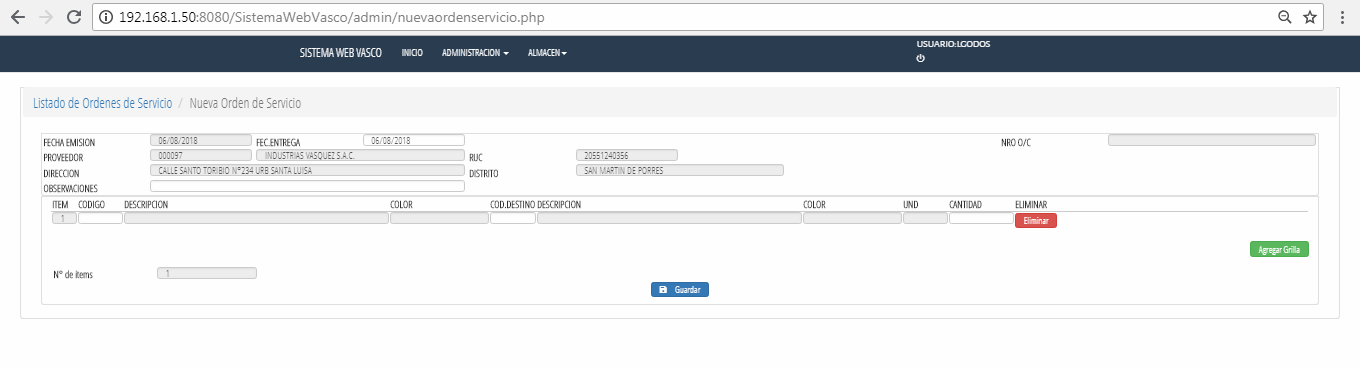 192.168.1.50:8080/SistemaWebVasco/admin/nuevaordenservicio.php
SISTEMA WEB VASCO INICIO ADMINISTRACION ALMACEN USUARIO:LGODOS
Listado de Ordenes de Servicio / Nueva Orden de Servicio
FECHA EMISION 06/08/2018 FEC.ENTREGA 06/08/2018 NRO O/C
PROVEEDOR 000097 INDUSTRIAS VASQUEZ S.A.C. RUC 20551240356
DIRECCION CALLE SANTO TORIBIO Nº234 URB SANTA LUISA DISTRITO SAN MARTIN DE PORRES
OBSERVACIONES
ITEM CODIGO DESCRIPCION COLOR COD.DESTINO DESCRIPCION COLOR UND CANTIDAD ELIMINAR
1 Eliminar
Agregar Grilla
Nº de items 1
Guardar